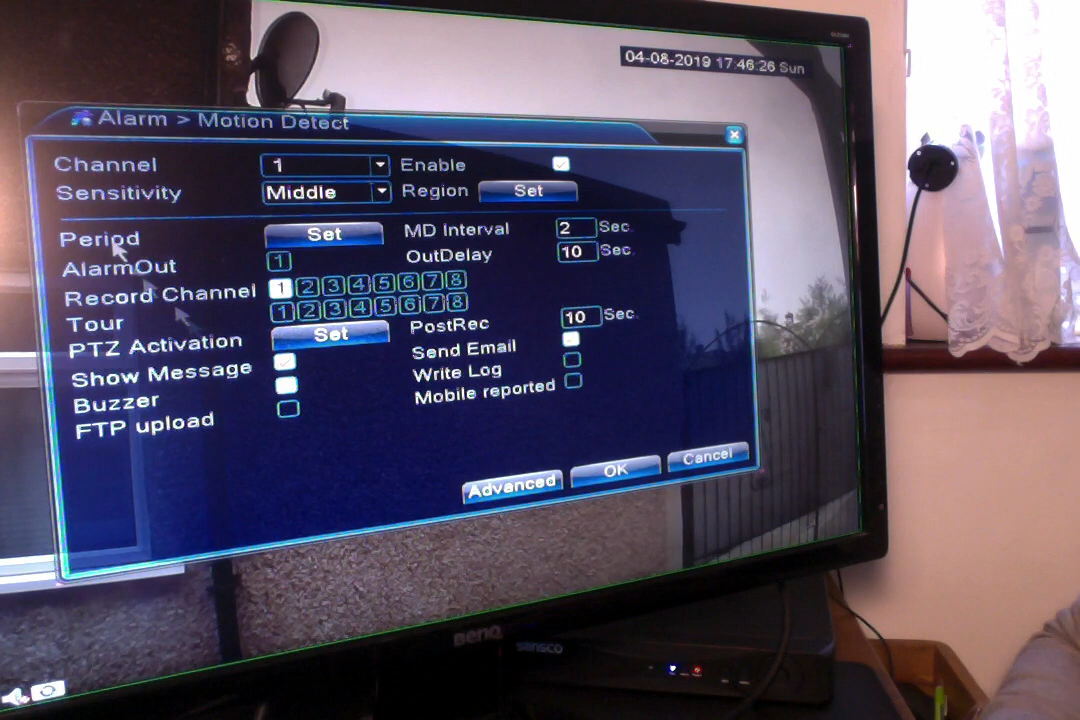 04-08-2019 17:46:26 Sun
Alarm > Motion Detect
Channel 1 Enable
Sensitivity Middle Region Set
Period Set MD Interval 2 Sec.
AlarmOut 1 OutDelay 10 Sec.
Record Channel 1 2 3 4 5 6 7 8
Tour 1 2 3 4 5 6 7 8
PTZ Activation Set PostRec 10 Sec.
Show Message Send Email
Buzzer Write Log
FTP upload Mobile reported
Advanced OK Cancel
BenQ